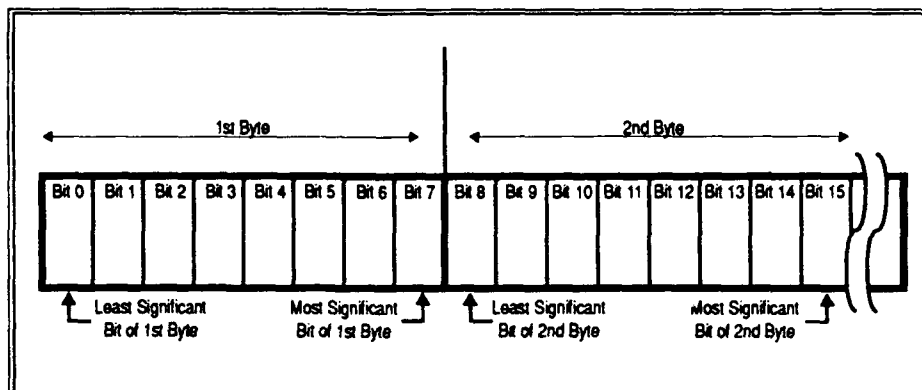 1st Byte
2nd Byte
Bit 0 Bit 1 Bit 2 Bit 3 Bit 4 Bit 5 Bit 6 Bit 7 Bit 8 Bit 9 Bit 10 Bit 11 Bit 12 Bit 13 Bit 14 Bit 15
Least Significant
Bit of 1st Byte
Most Significant
Bit of 1st Byte
Least Significant
Bit of 2nd Byte
Most Significant
Bit of 2nd Byte